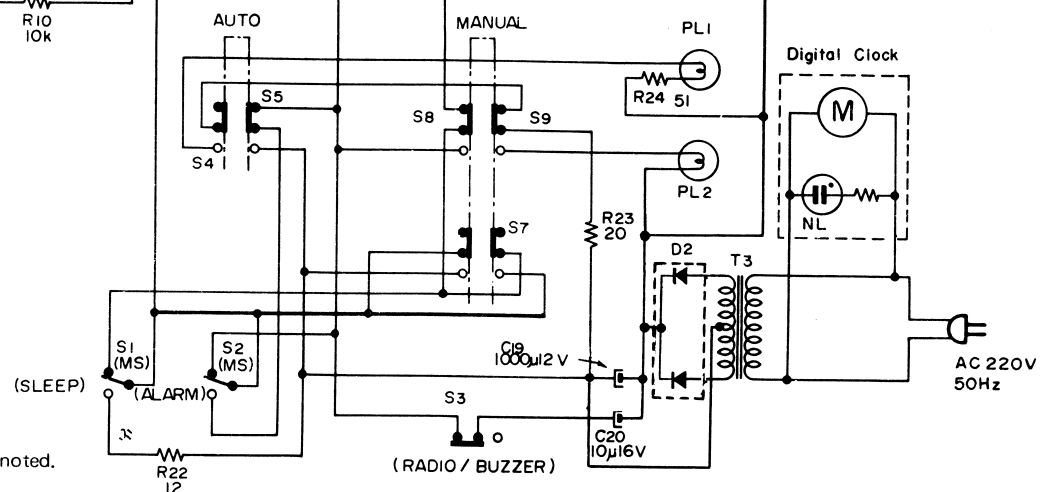 R10
10k
AUTO
MANUAL
PL1
Digital Clock
R24 51
M
S5
S8
S9
S4
PL2
NL
S7
R23
20
D2
T3
C19
1000µ12V
S1
(MS)
S2
(MS)
(SLEEP)
(ALARM)
AC 220V
50Hz
S3
C20
10µ16V
(RADIO / BUZZER)
noted.
R22
12